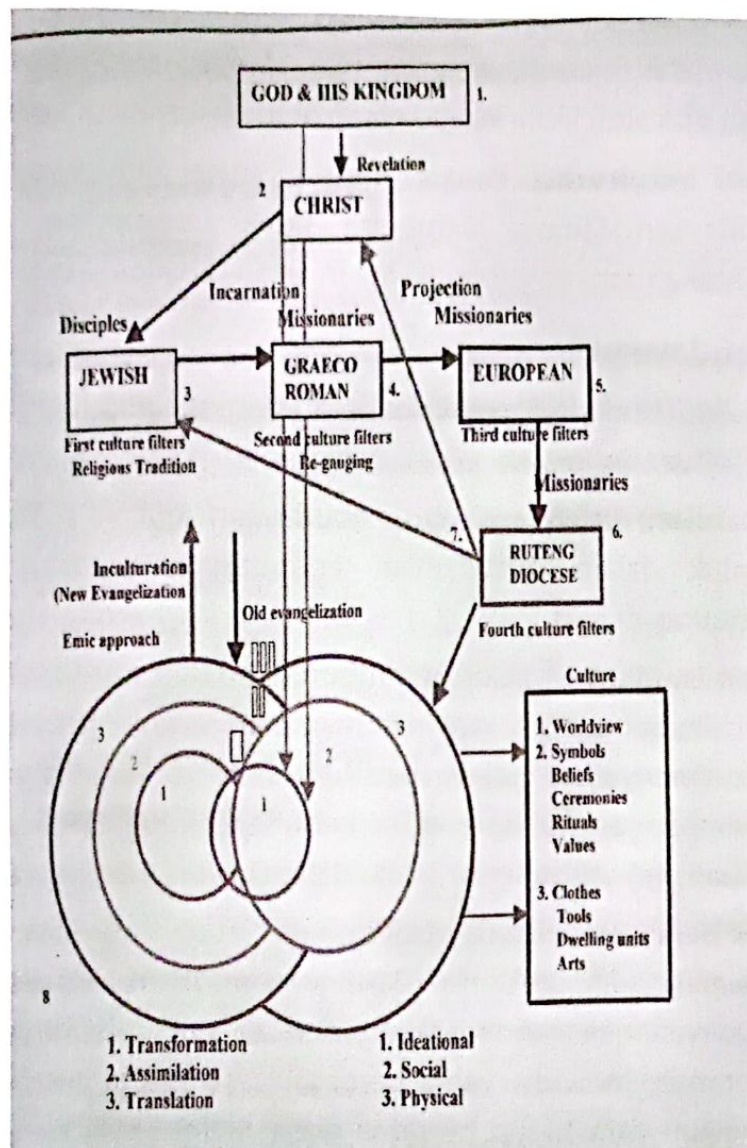 GOD & HIS KINGDOM 1.
Revelation
2
CHRIST
Incarnation
Projection
Disciples
Missionaries
Missionaries
JEWISH
3
GRAECO
ROMAN
4.
EUROPEAN
5.
First culture filters
Religious Tradition
Second culture filters
Re-gauging
Third culture filters
Missionaries
7.
RUTENG
DIOCESE
6.
Inculturation
(New Evangelization
Old evangelization
Emic approach
Fourth culture filters
Culture
1. Worldview
2. Symbols
Beliefs
Ceremonies
Rituals
Values
3. Clothes
Tools
Dwelling units
Arts
3
2
1
1
2
3
8
1. Transformation
2. Assimilation
3. Translation
1. Ideational
2. Social
3. Physical